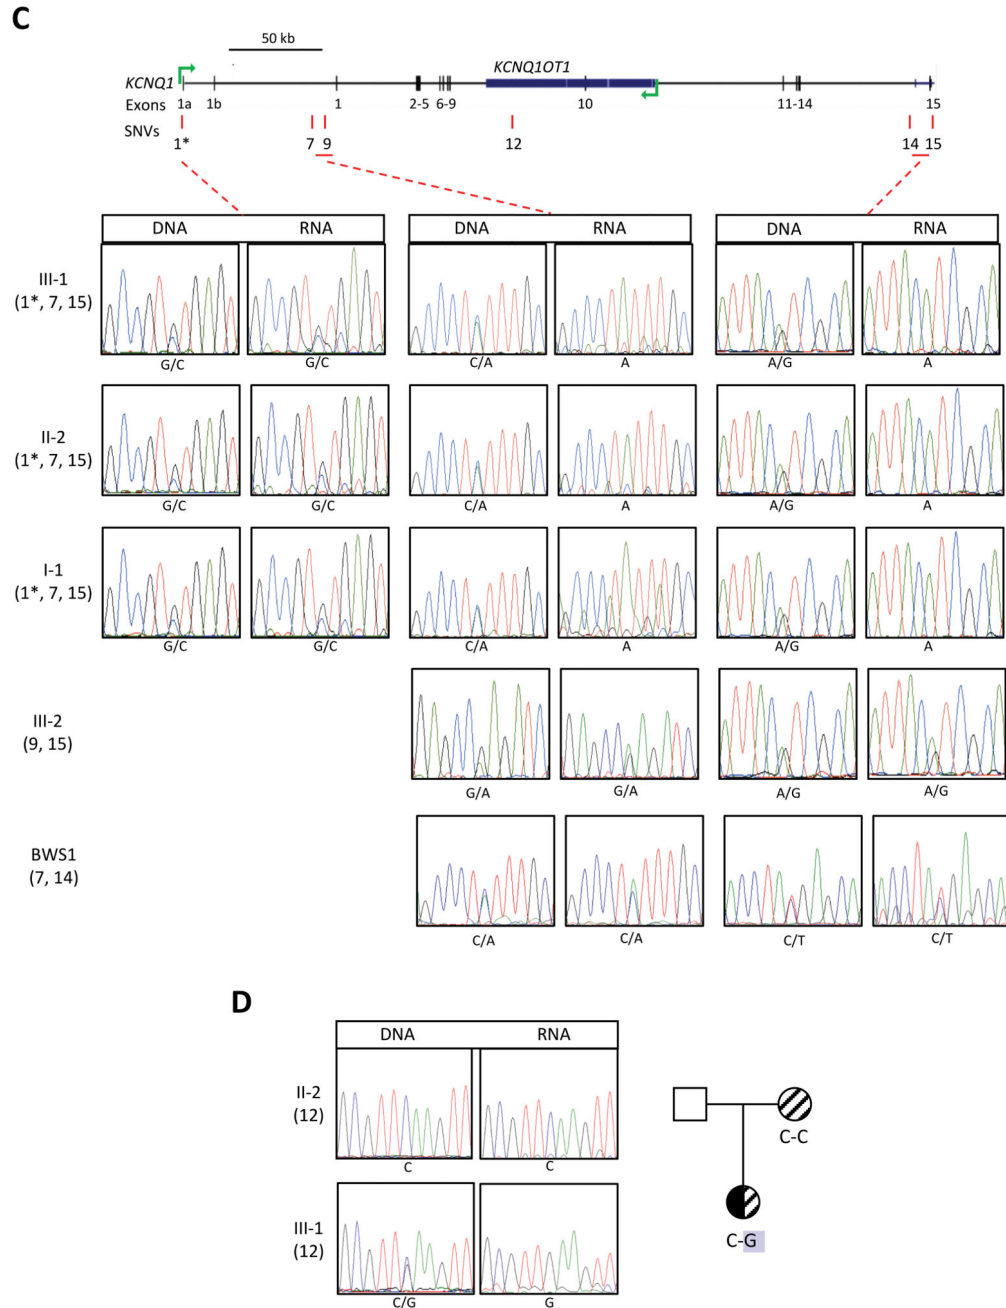 C
50 kb
KCNQ1OT1
KCNQ1
Exons 1a 1b 1 2-5 6-9 10 11-14 15
SNVs
1* 7 9 12 14 15
DNA RNA DNA RNA DNA RNA
III-1
(1*, 7, 15)
G/C G/C C/A A A/G A
II-2
(1*, 7, 15)
G/C G/C C/A A A/G A
I-1
(1*, 7, 15)
G/C G/C C/A A A/G A
III-2
(9, 15)
G/A G/A A/G A/G
BWS1
(7, 14)
C/A C/A C/T C/T
D
DNA RNA
II-2
(12)
C C
C-C
III-1
(12)
C-G
C/G G